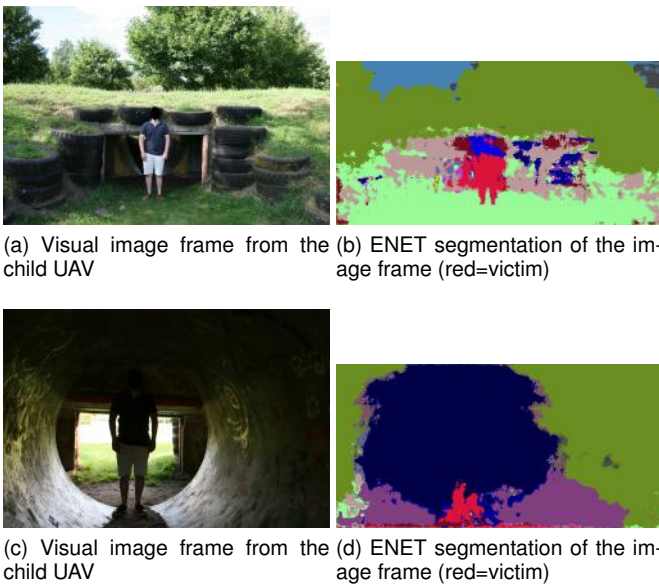 (a) Visual image frame from the
child UAV
(b) ENET segmentation of the im-
age frame (red=victim)
(c) Visual image frame from the
child UAV
(d) ENET segmentation of the im-
age frame (red=victim)